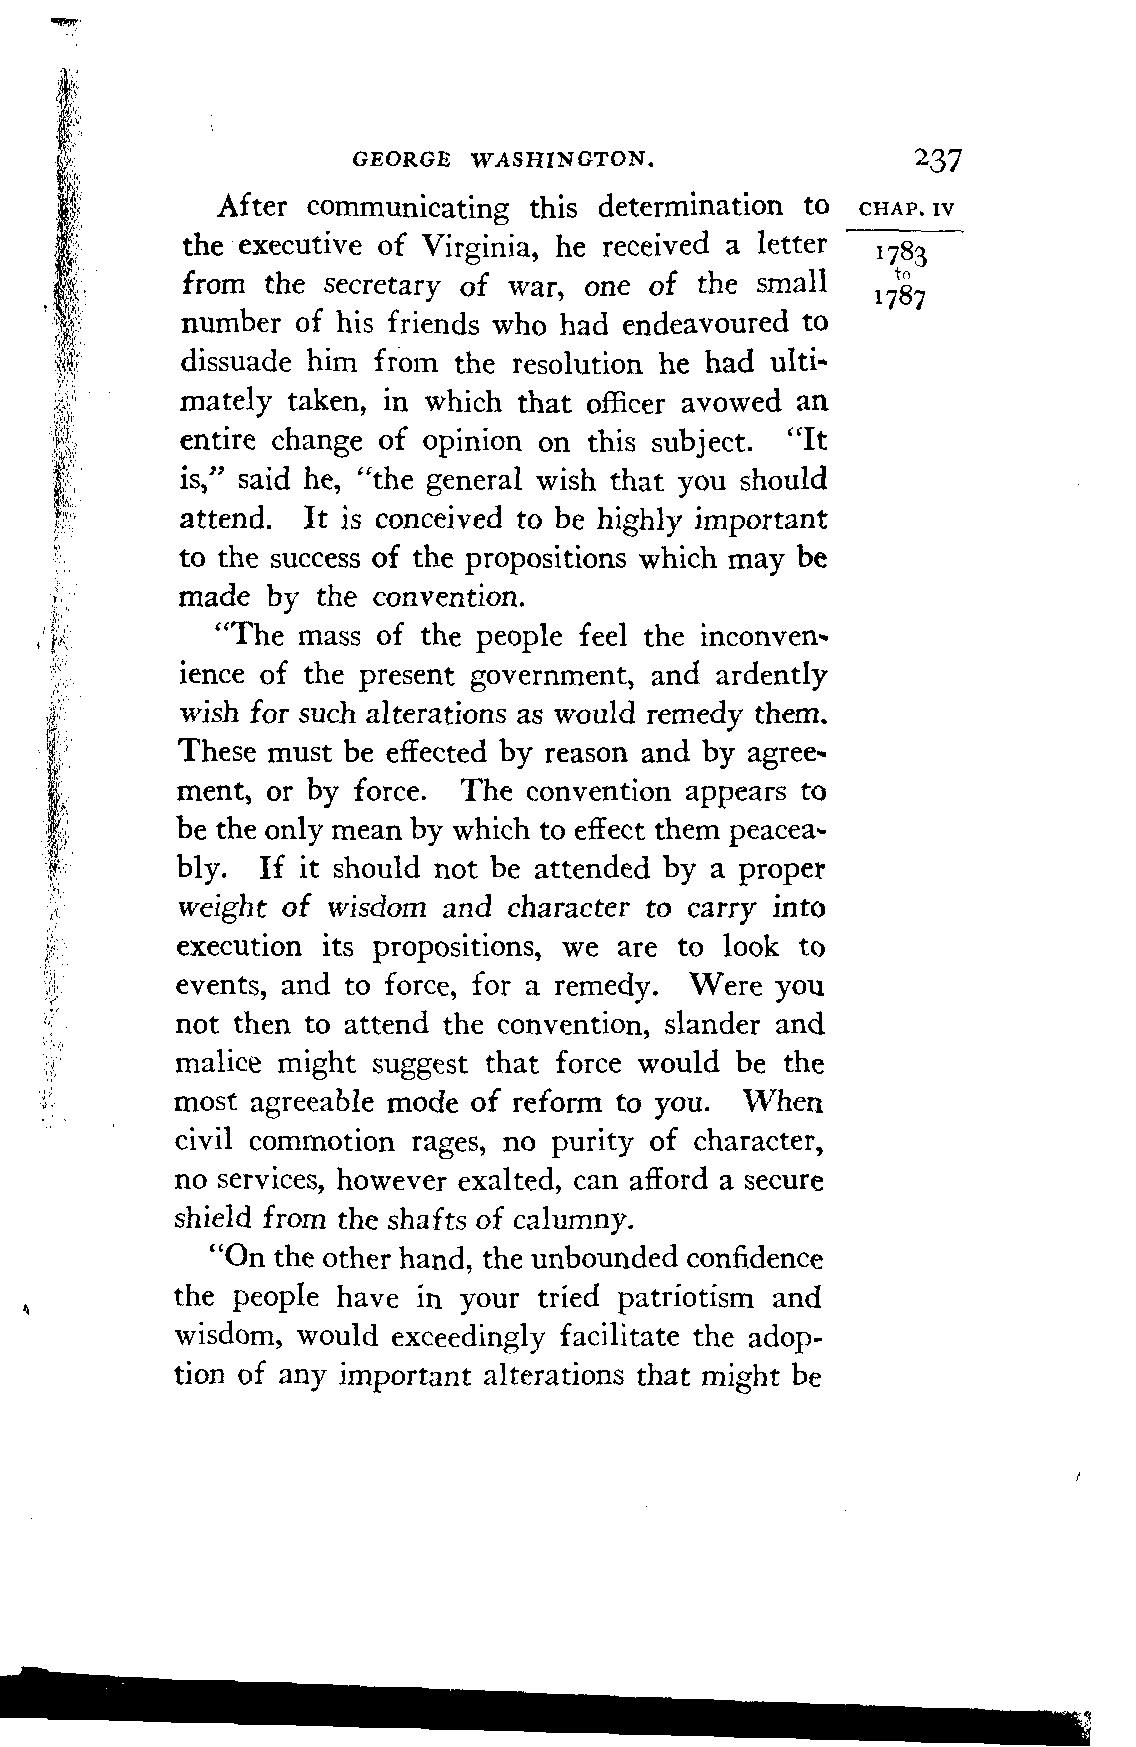 GEORGE WASHINGTON. 237
After communicating this determination to CHAP. IV
the executive of Virginia, he received a letter 1783
from the secretary of war, one of the small to
1787
number of his friends who had endeavoured to
dissuade him from the resolution he had ulti-
mately taken, in which that officer avowed an
entire change of opinion on this subject. "It
is," said he, "the general wish that you should
attend. It is conceived to be highly important
to the success of the propositions which may be
made by the convention.
"The mass of the people feel the inconven-
ience of the present government, and ardently
wish for such alterations as would remedy them.
These must be effected by reason and by agree-
ment, or by force. The convention appears to
be the only mean by which to effect them peacea-
bly. If it should not be attended by a proper
weight of wisdom and character to carry into
execution its propositions, we are to look to
events, and to force, for a remedy. Were you
not then to attend the convention, slander and
malice might suggest that force would be the
most agreeable mode of reform to you. When
civil commotion rages, no purity of character,
no services, however exalted, can afford a secure
shield from the shafts of calumny.
"On the other hand, the unbounded confidence
the people have in your tried patriotism and
wisdom, would exceedingly facilitate the adop-
tion of any important alterations that might be